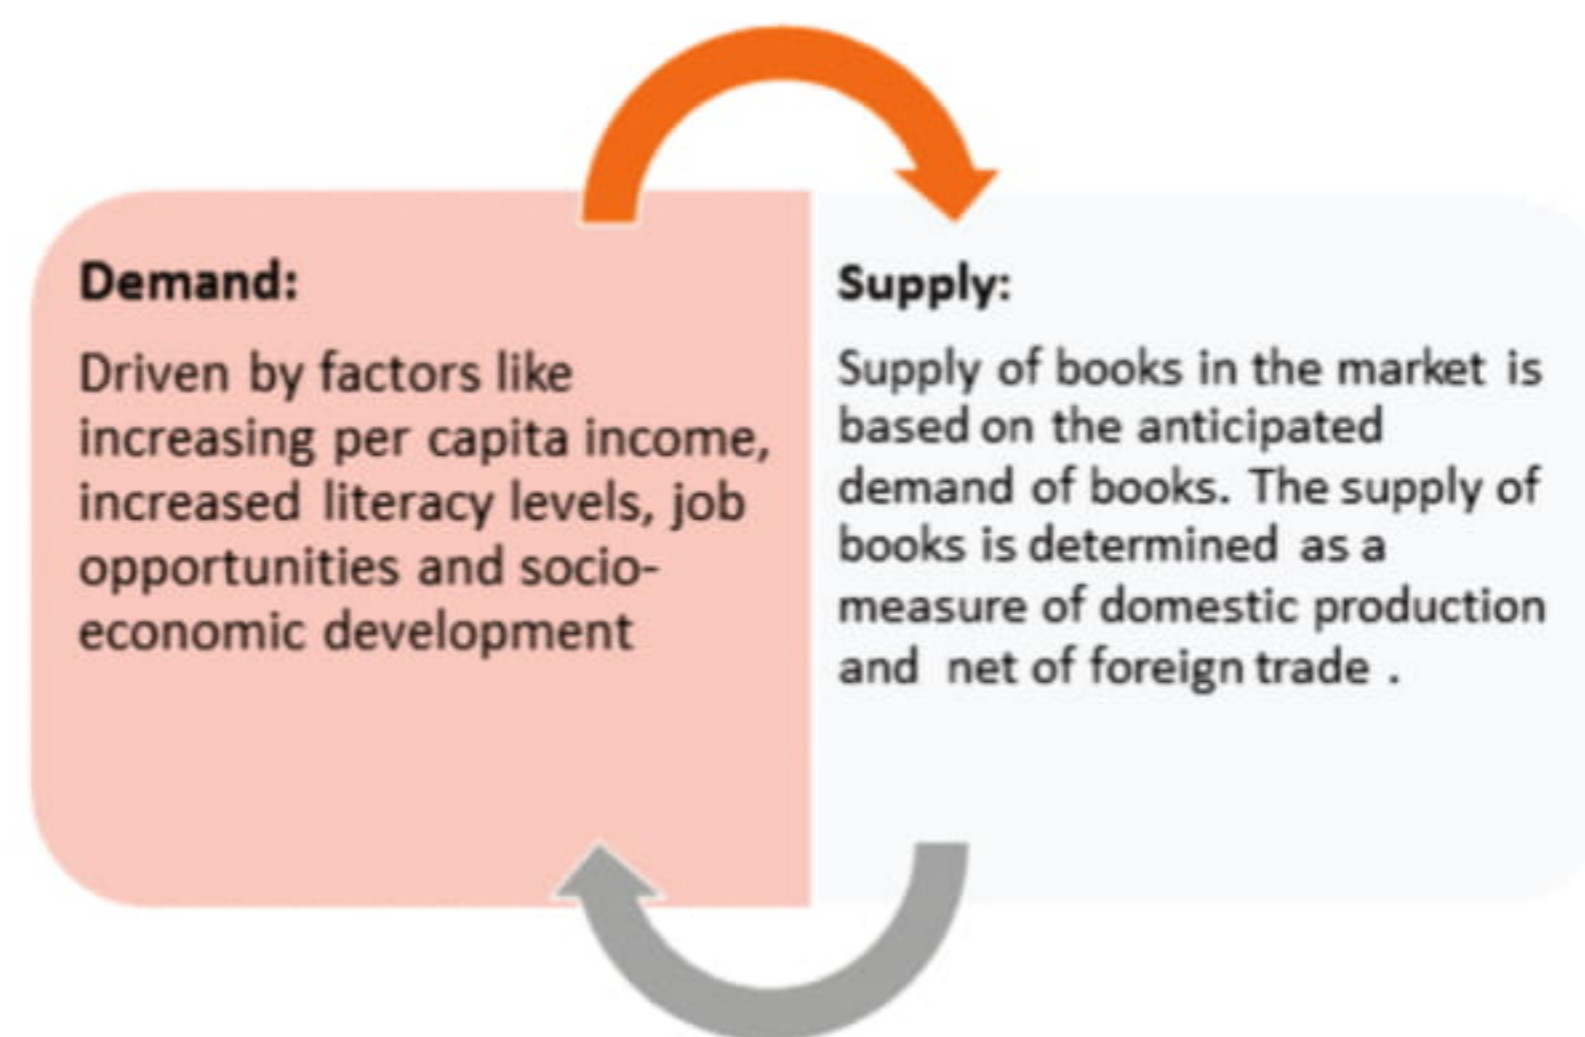 Demand:
Driven by factors like
increasing per capita income,
increased literacy levels, job
opportunities and socio-
economic development
Supply:
Supply of books in the market is
based on the anticipated
demand of books. The supply of
books is determined as a
measure of domestic production
and net of foreign trade .